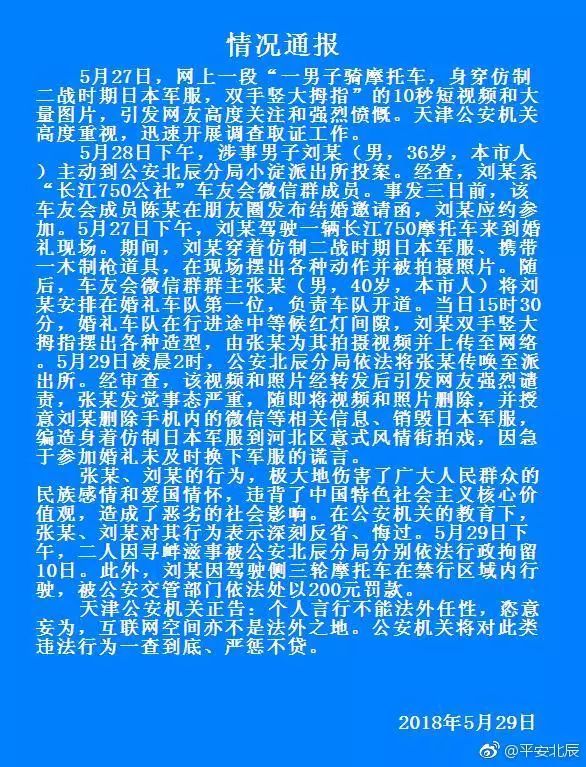 情况通报
5月27日，网上一段“一男子骑摩托车，身穿仿制
二战时期日本军服，双手竖大拇指”的10秒短视频和大
量图片，引发网友高度关注和强烈愤慨。天津公安机关
高度重视，迅速开展调查取证工作。
5月28日下午，涉事男子刘某（男，36岁，本市人
）主动到公安北辰分局小淀派出所投案。经查，刘某系
“长江750公社”车友会微信群成员。事发三日前，该
车友会成员陈某在朋友圈发布结婚邀请函，刘某应约参
加。5月27日下午，刘某驾驶一辆长江750摩托车来到婚
礼现场。期间，刘某穿着仿制二战时期日本军服、携带
一木制枪道具，在现场摆出各种动作并被拍摄照片。随
后，车友会微信群群主张某（男，40岁，本市人）将刘
某安排在婚礼车队第一位，负责车队开道。当日15时30
分，婚礼车队在行进途中等候红灯间隙，刘某双手竖大
拇指摆出各种造型，由张某为其拍摄视频并上传至网络
。5月29日凌晨2时，公安北辰分局依法将张某传唤至派
出所。经审查，该视频和照片经转发后引发网友强烈谴
责，张某发觉事态严重，随即将视频和照片删除，并授
意刘某删除手机内的微信等相关信息、销毁日本军服，
编造身着仿制日本军服到河北区意式风情街拍戏，因急
于参加婚礼未及时换下军服的谎言。
张某、刘某的行为，极大地伤害了广大人民群众的
民族感情和爱国情怀，违背了中国特色社会主义核心价
值观，造成了恶劣的社会影响。在公安机关的教育下，
张某、刘某对其行为表示深刻反省、悔过。5月29日下
午，二人因寻衅滋事被公安北辰分局分别依法行政拘留
10日。此外，刘某因驾驶侧三轮摩托车在禁行区域内行
驶，被公安交管部门依法处以200元罚款。
天津公安机关正告：个人言行不能法外任性，恣意
妄为，互联网空间亦不是法外之地。公安机关将对此类
违法行为一查到底、严惩不贷。
2018年5月29日
@平安北辰